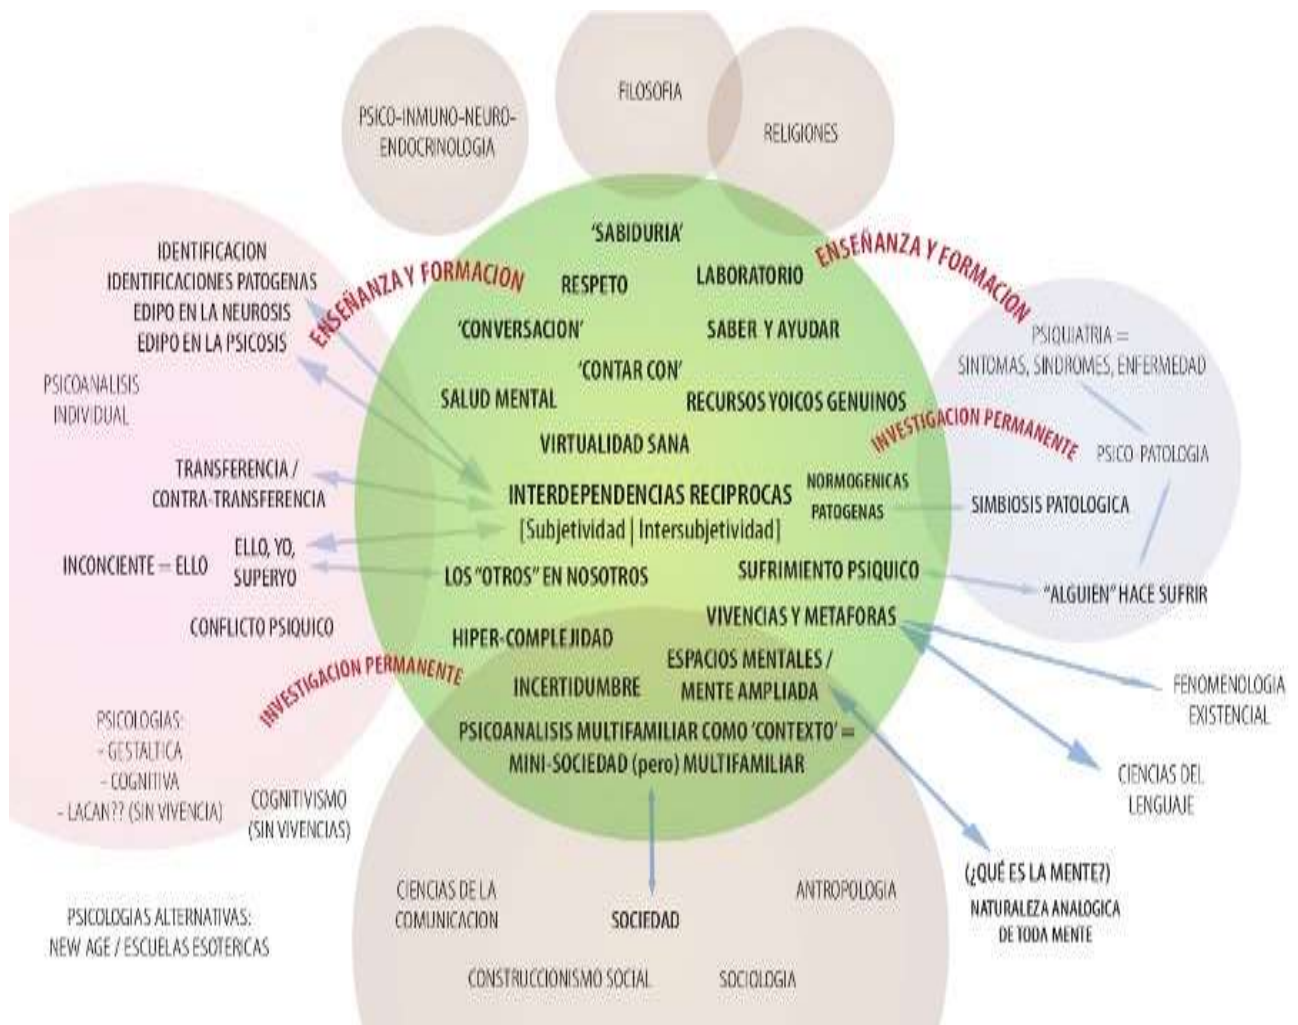 FILOSOFIA
PSICO-INMUNO-NEURO-
ENDOCRINOLOGIA
RELIGIONES
'SABIDURIA'
ENSEÑANZA Y FORMACION
RESPETO
LABORATORIO
ENSEÑANZA Y FORMACION
'CONVERSACION'
SABER Y AYUDAR
'CONTAR CON'
SALUD MENTAL
RECURSOS YOICOS GENUINOS
VIRTUALIDAD SANA
INVESTIGACION PERMANENTE
INTERDEPENDENCIAS RECIPROCAS
[Subjetividad | Intersubjetividad]
NORMOGENICAS
PATOGENAS
LOS "OTROS" EN NOSOTROS
SUFRIMIENTO PSIQUICO
VIVENCIAS Y METAFORAS
HIPER-COMPLEJIDAD
ESPACIOS MENTALES /
MENTE AMPLIADA
INCERTIDUMBRE
PSICOANALISIS MULTIFAMILIAR COMO 'CONTEXTO' =
MINI-SOCIEDAD (pero) MULTIFAMILIAR
IDENTIFICACION
IDENTIFICACIONES PATOGENAS
EDIPO EN LA NEUROSIS
EDIPO EN LA PSICOSIS
PSICOANALISIS
INDIVIDUAL
TRANSFERENCIA /
CONTRA-TRANSFERENCIA
INCONCIENTE = ELLO
ELLO, YO,
SUPERYO
CONFLICTO PSIQUICO
INVESTIGACION PERMANENTE
PSICOLOGIAS:
- GESTALTICA
- COGNITIVA
- LACAN?? (SIN VIVENCIA)
COGNITIVISMO
(SIN VIVENCIAS)
PSICOLOGIAS ALTERNATIVAS:
NEW AGE / ESCUELAS ESOTERICAS
PSIQUIATRIA =
SINTOMAS, SINDROMES, ENFERMEDAD
PSICO-PATOLOGIA
SIMBIOSIS PATOLOGICA
"ALGUIEN" HACE SUFRIR
FENOMENOLOGIA
EXISTENCIAL
CIENCIAS DEL
LENGUAJE
(¿QUÉ ES LA MENTE?)
NATURALEZA ANALOGICA
DE TODA MENTE
CIENCIAS DE LA
COMUNICACION
SOCIEDAD
ANTROPOLOGIA
CONSTRUCCIONISMO SOCIAL
SOCIOLOGIA